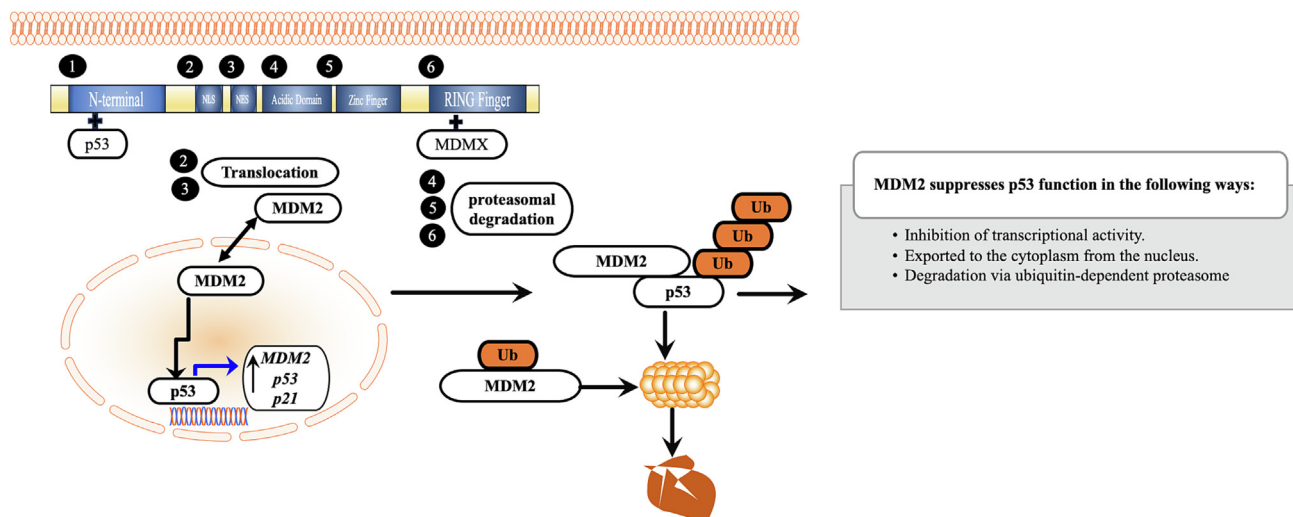 1
2
3
4
5
6
N-terminal
NLS
NES
Acidic Domain
Zinc Finger
RING Finger
p53
MDMX
2
3
Translocation
MDM2
4
5
6
proteasomal
degradation
MDM2
p53
MDM2
p53
p21
Ub
Ub
Ub
MDM2
p53
Ub
MDM2
MDM2 suppresses p53 function in the following ways:
• Inhibition of transcriptional activity.
• Exported to the cytoplasm from the nucleus.
• Degradation via ubiquitin-dependent proteasome